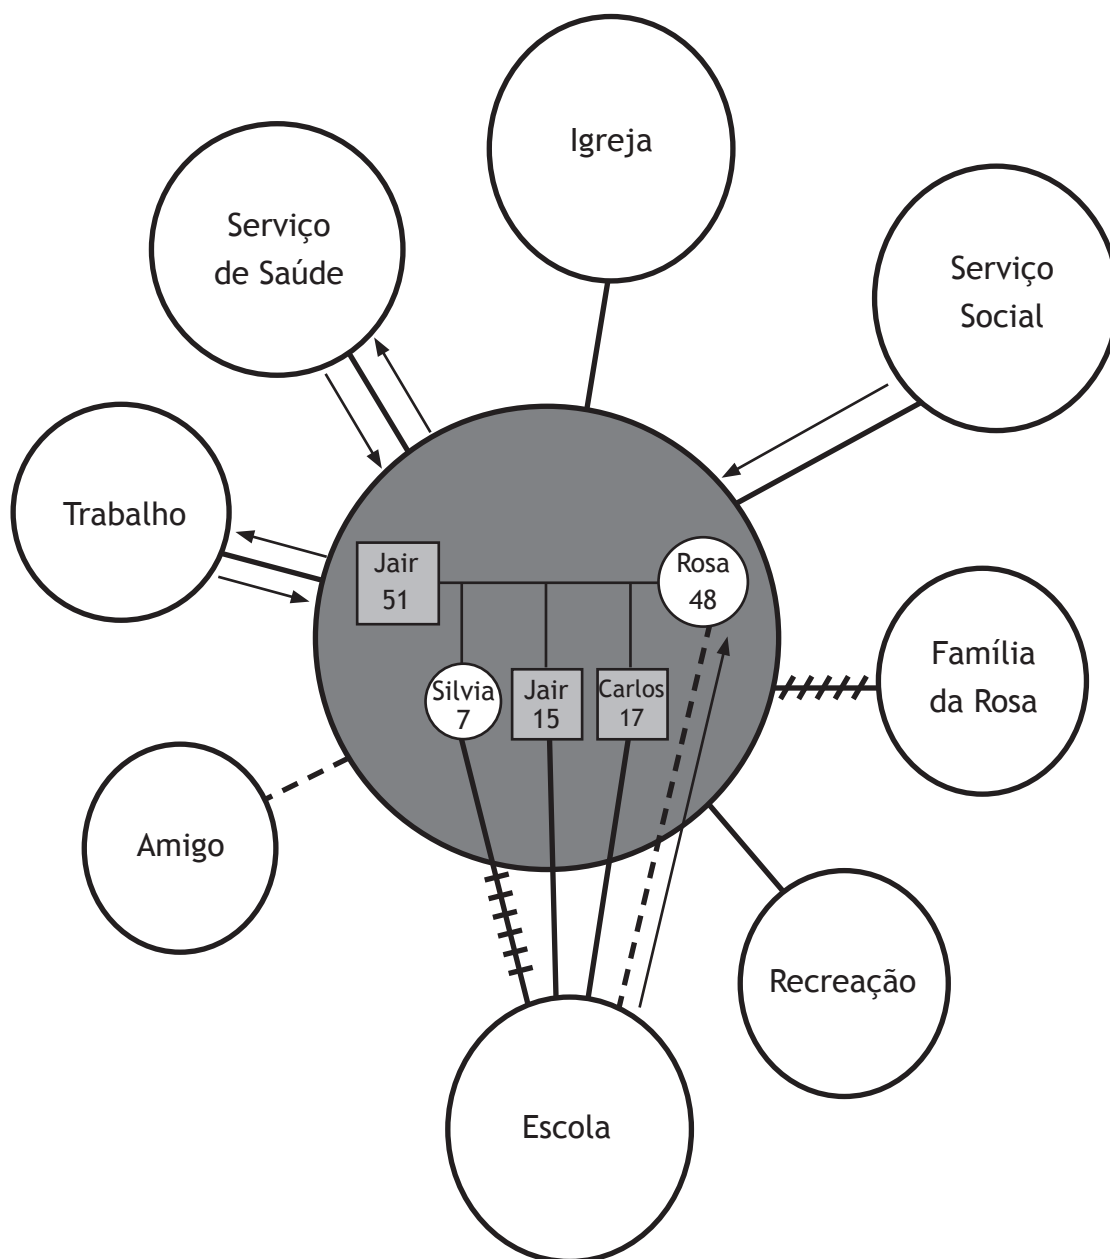 Igreja
Serviço
de Saúde
Serviço
Social
Trabalho
Jair
51
Rosa
48
Silvia
7
Jair
15
Carlos
17
Família
da Rosa
Amigo
Recreação
Escola